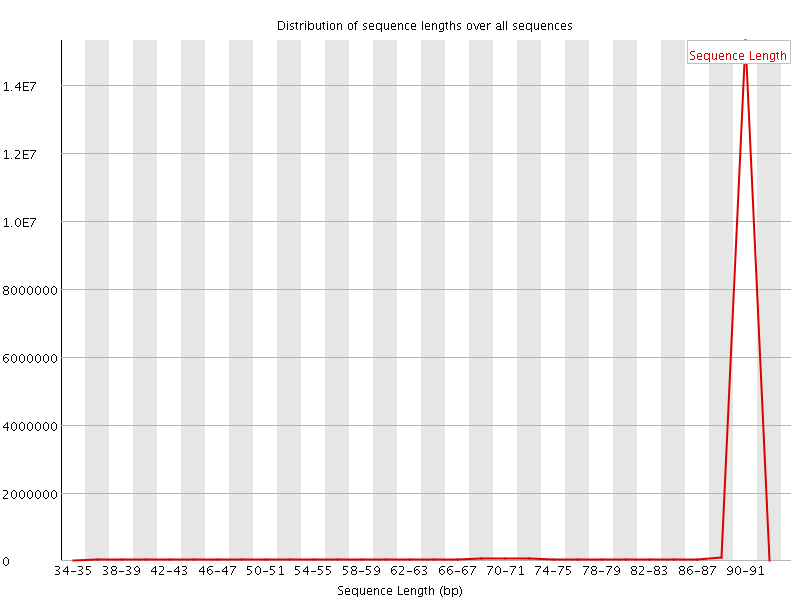 Distribution of sequence lengths over all sequences
Sequence Length
1.4E7
1.2E7
1.0E7
8000000
6000000
4000000
2000000
0
34-35 38-39 42-43 46-47 50-51 54-55 58-59 62-63 66-67 70-71 74-75 78-79 82-83 86-87 90-91
Sequence Length (bp)